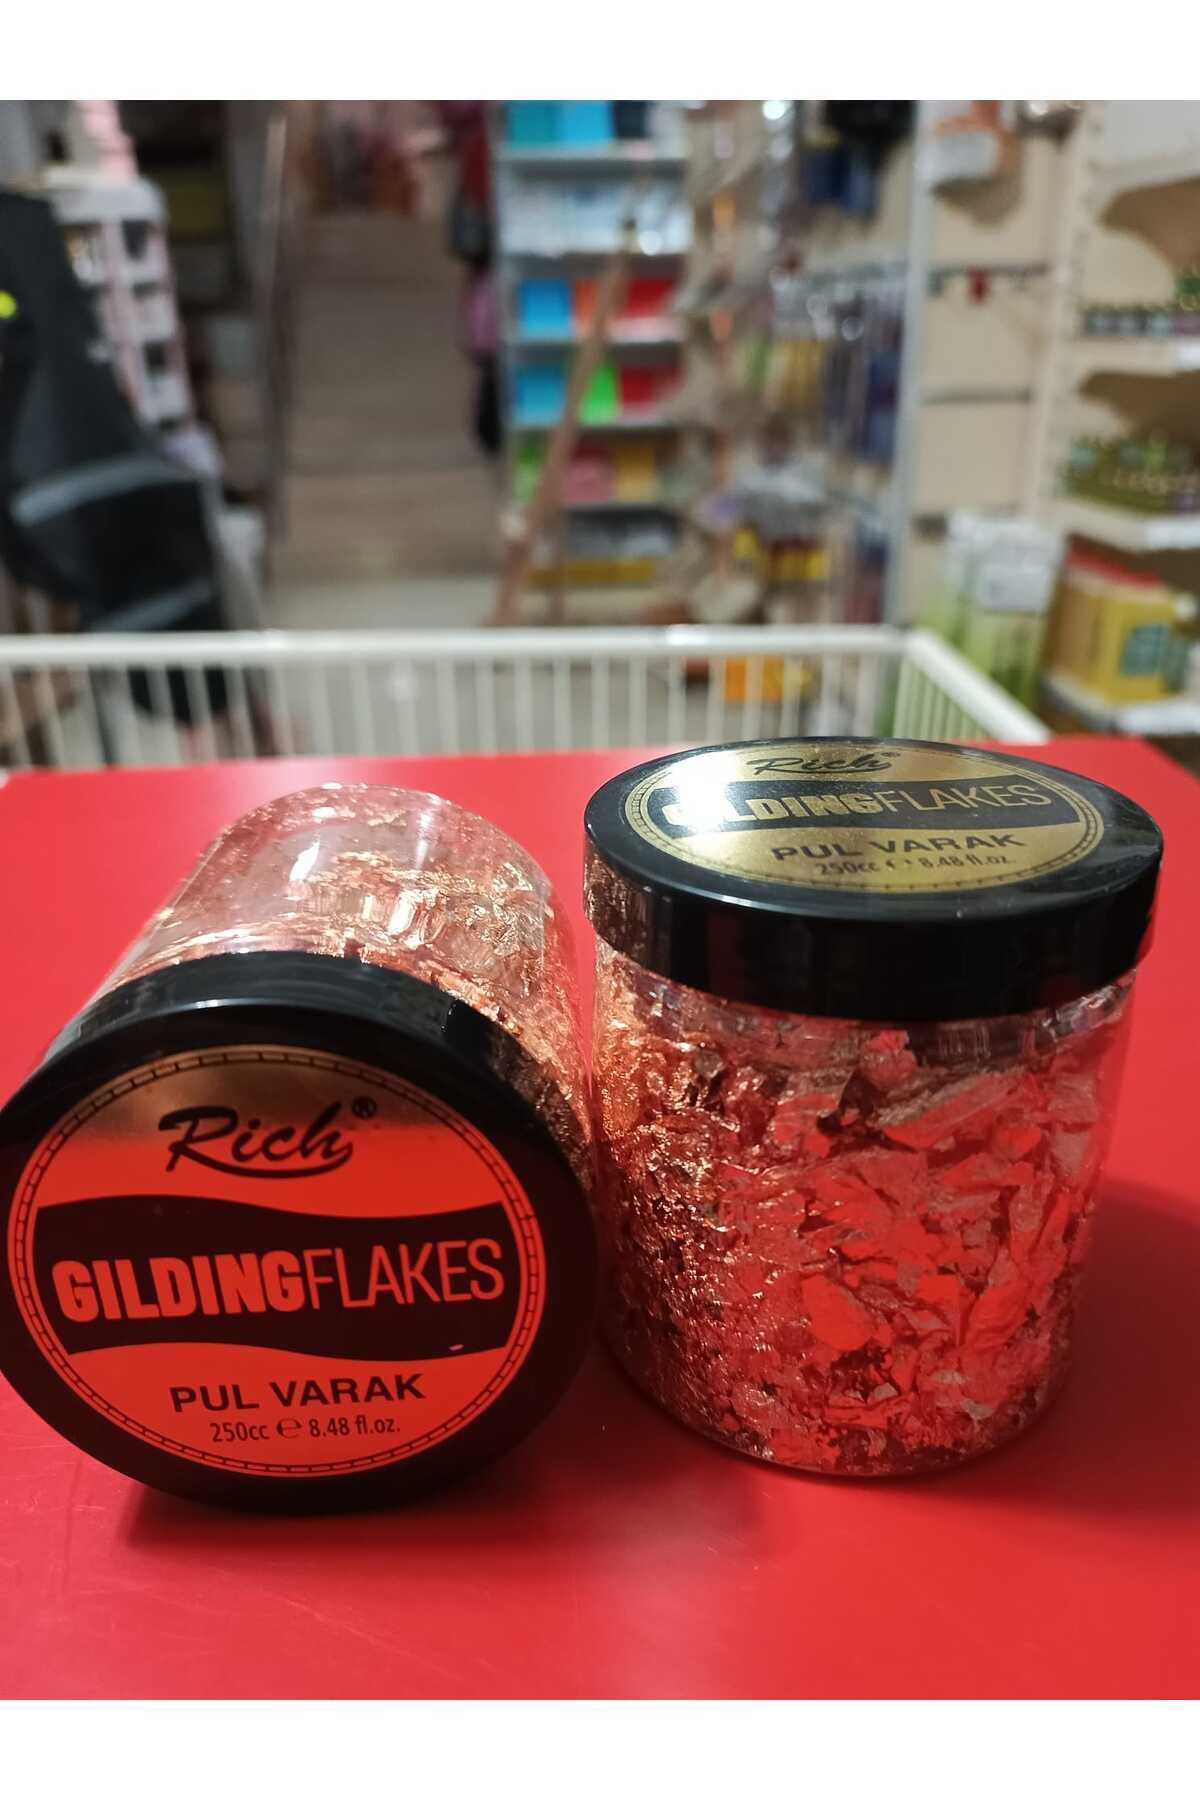 Rich®
GILDINGFLAKES
PUL VARAK
250cc ℮ 8.48 fl.oz.
Rich®
GILDINGFLAKES
PUL VARAK
250cc ℮ 8.48 fl.oz.